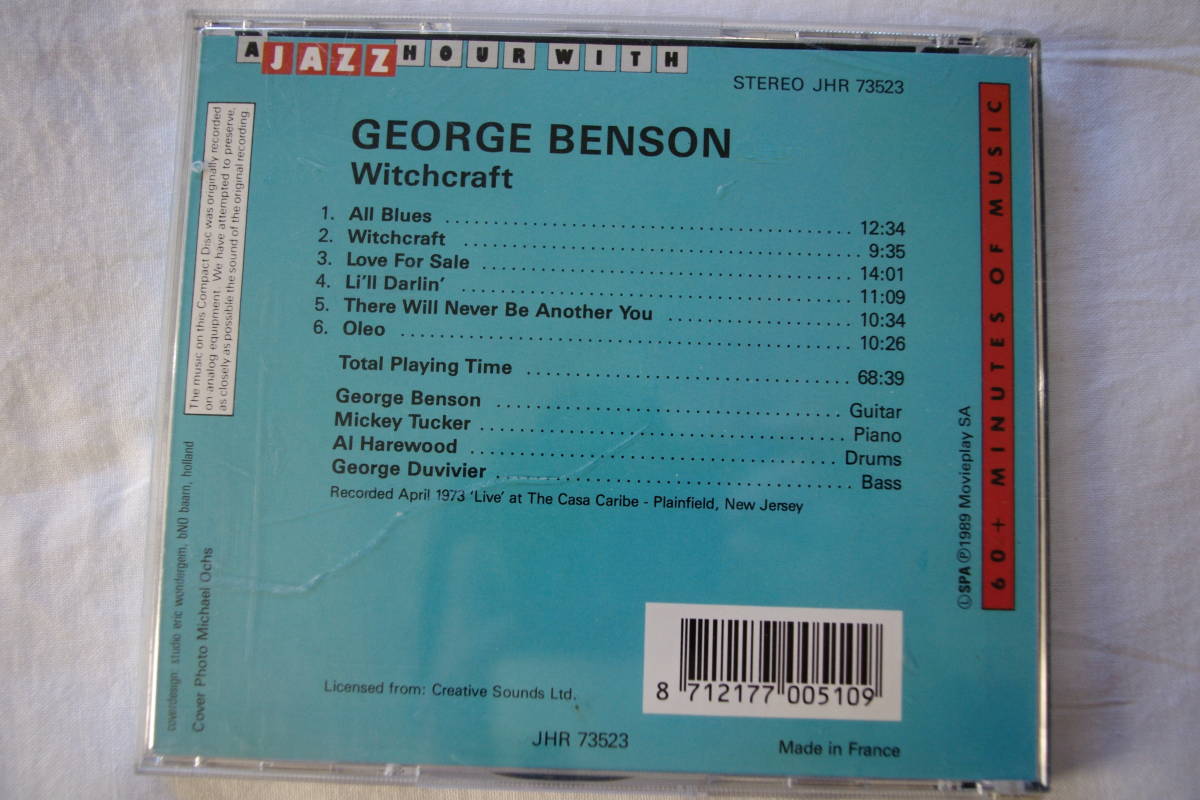 A JAZZ HOUR WITH
STEREO JHR 73523
GEORGE BENSON
Witchcraft
1. All Blues 12:34
2. Witchcraft 9:35
3. Love For Sale 14:01
4. Li'll Darlin' 11:09
5. There Will Never Be Another You 10:34
6. Oleo 10:26
Total Playing Time 68:39
George Benson Guitar
Mickey Tucker Piano
Al Harewood Drums
George Duvivier Bass
Recorded April 1973 'Live' at The Casa Caribe - Plainfield, New Jersey
The music on this Compact Disc was originally recorded
on analog equipment. We have attempted to preserve,
as closely as possible the sound of the original recording
coverdesign: studio eric wondergem, bNO baarn, holland
Cover Photo Michael Ochs
60 + MINUTES OF MUSIC
SPA ℗1989 Movieplay SA
8 712177 005109
Licensed from: Creative Sounds Ltd.
JHR 73523
Made in France